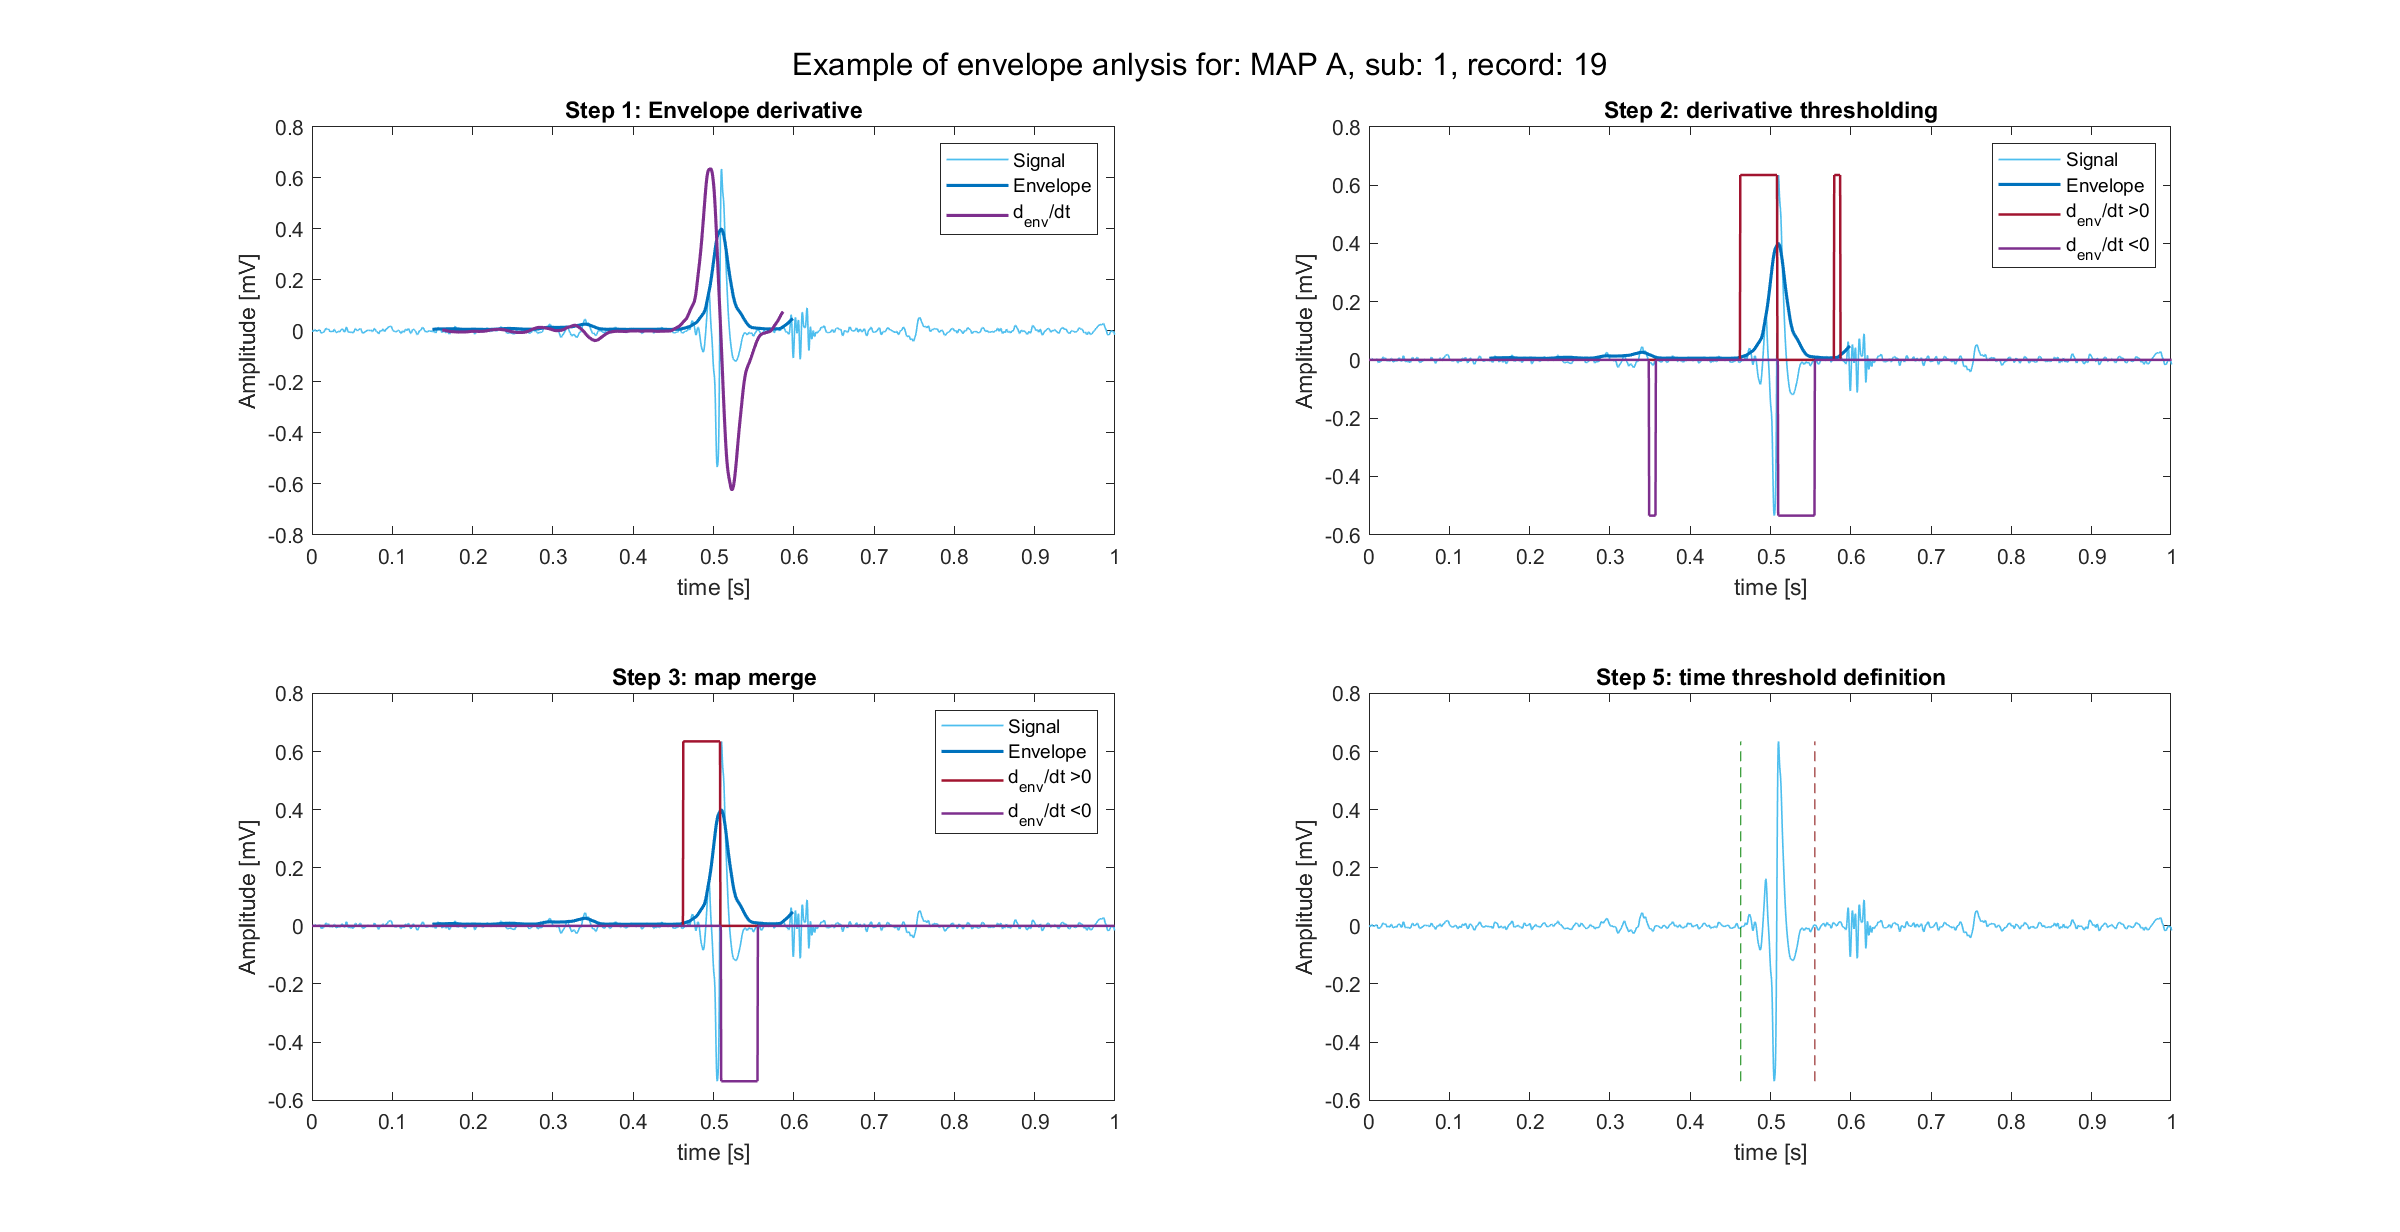 Example of envelope anlysis for: MAP A, sub: 1, record: 19
Step 1: Envelope derivative
0.8
0.6
0.4
0.2
0
-0.2
-0.4
-0.6
-0.8
Amplitude [mV]
Signal
Envelope
d_env/dt
0 0.1 0.2 0.3 0.4 0.5 0.6 0.7 0.8 0.9 1
time [s]
Step 2: derivative thresholding
0.8
0.6
0.4
0.2
0
-0.2
-0.4
-0.6
Amplitude [mV]
Signal
Envelope
d_env/dt >0
d_env/dt <0
0 0.1 0.2 0.3 0.4 0.5 0.6 0.7 0.8 0.9 1
time [s]
Step 3: map merge
0.8
0.6
0.4
0.2
0
-0.2
-0.4
-0.6
Amplitude [mV]
Signal
Envelope
d_env/dt >0
d_env/dt <0
0 0.1 0.2 0.3 0.4 0.5 0.6 0.7 0.8 0.9 1
time [s]
Step 5: time threshold definition
0.8
0.6
0.4
0.2
0
-0.2
-0.4
-0.6
Amplitude [mV]
0 0.1 0.2 0.3 0.4 0.5 0.6 0.7 0.8 0.9 1
time [s]